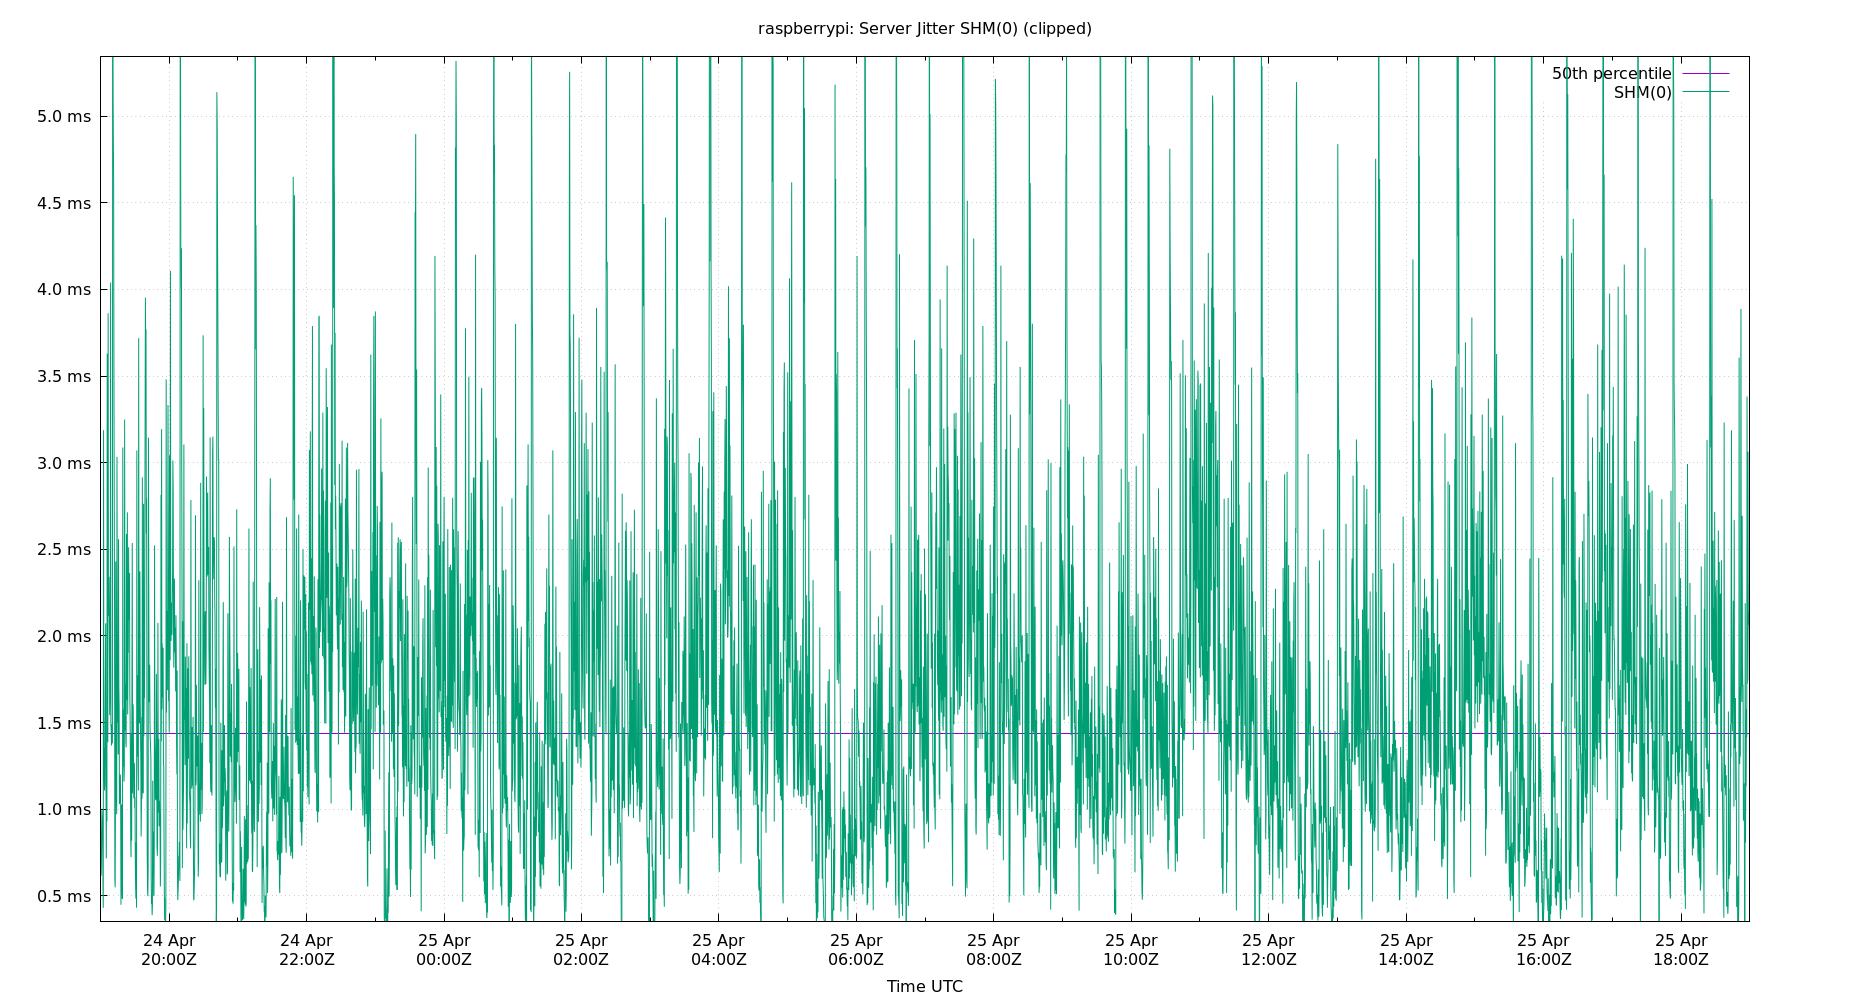 raspberrypi: Server Jitter SHM(0) (clipped)
50th percentile
SHM(0)
5.0 ms
4.5 ms
4.0 ms
3.5 ms
3.0 ms
2.5 ms
2.0 ms
1.5 ms
1.0 ms
0.5 ms
24 Apr 24 Apr 25 Apr 25 Apr 25 Apr 25 Apr 25 Apr 25 Apr 25 Apr 25 Apr 25 Apr 25 Apr
20:00Z 22:00Z 00:00Z 02:00Z 04:00Z 06:00Z 08:00Z 10:00Z 12:00Z 14:00Z 16:00Z 18:00Z
Time UTC